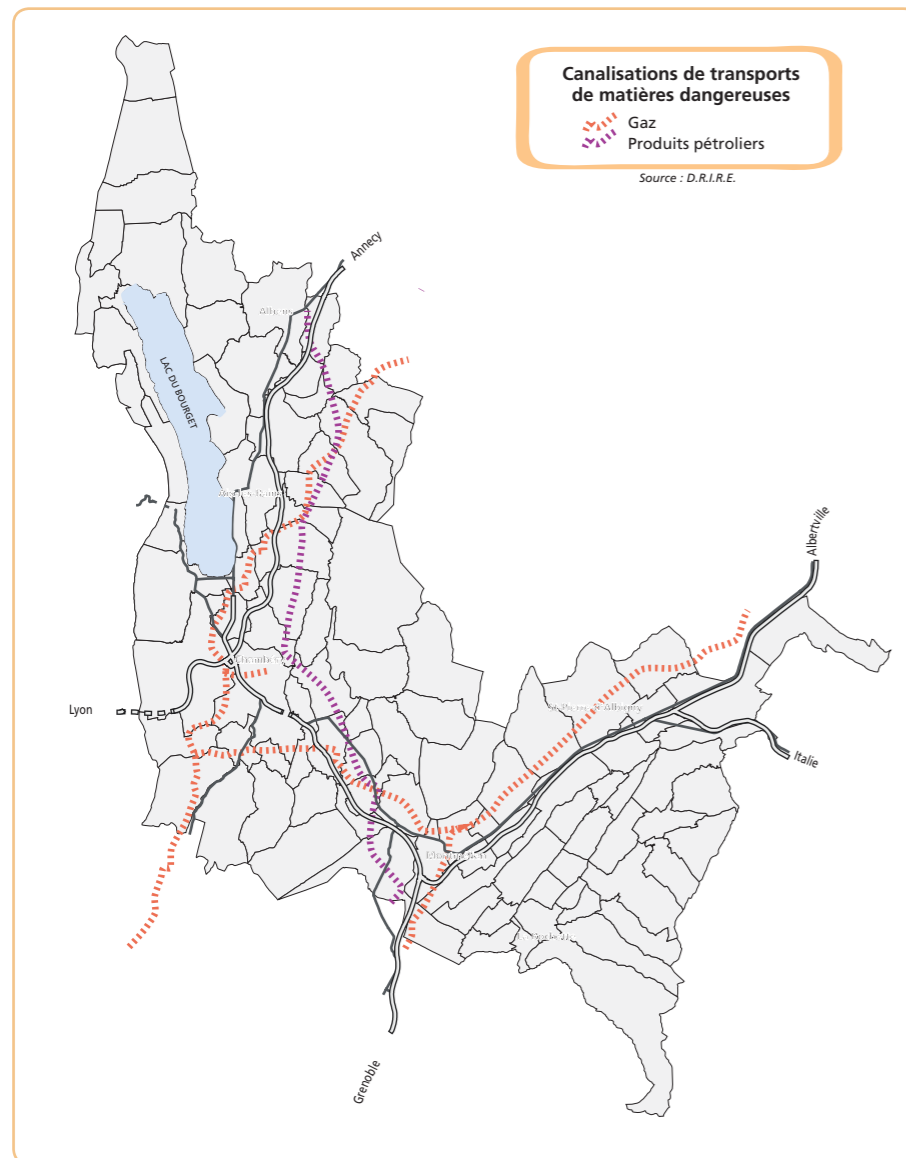 Canalisations de transports
de matières dangereuses
Gaz
Produits pétroliers
Source : D.R.I.R.E.
Annecy
LAC DU BOURGET
Albertville
Lyon
Italie
Grenoble